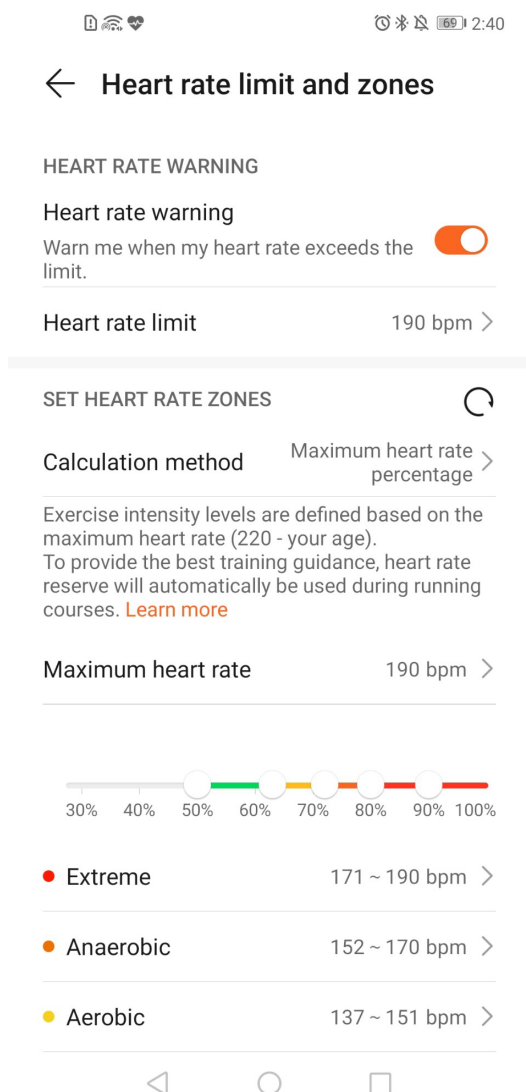 69 2:40
Heart rate limit and zones
HEART RATE WARNING
Heart rate warning
Warn me when my heart rate exceeds the
limit.
Heart rate limit 190 bpm
SET HEART RATE ZONES
Calculation method Maximum heart rate
percentage
Exercise intensity levels are defined based on the
maximum heart rate (220 - your age).
To provide the best training guidance, heart rate
reserve will automatically be used during running
courses. Learn more
Maximum heart rate 190 bpm
30% 40% 50% 60% 70% 80% 90% 100%
Extreme 171 ~ 190 bpm
Anaerobic 152 ~ 170 bpm
Aerobic 137 ~ 151 bpm